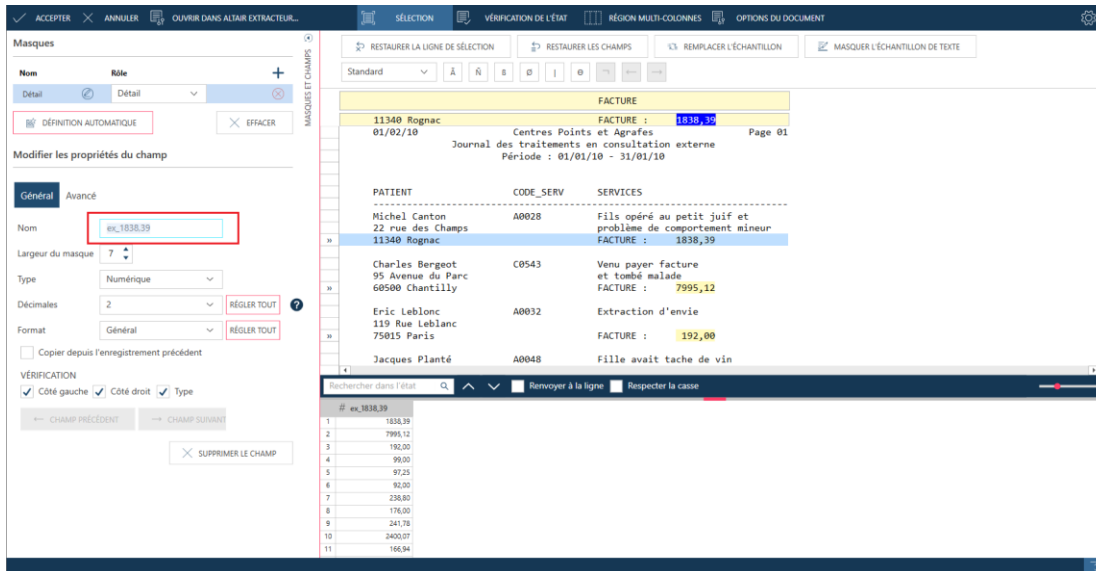 ACCEPTER ANNULER OUVRIR DANS ALTAIR EXTRACTEUR... SÉLECTION VÉRIFICATION DE L'ÉTAT RÉGION MULTI-COLONNES OPTIONS DU DOCUMENT
Masques
Nom Rôle
Détail Détail
DÉFINITION AUTOMATIQUE EFFACER
Modifier les propriétés du champ
Général Avancé
Nom ex_1838,39
Largeur du masque 7
Type Numérique
Décimales 2 RÉGLER TOUT ?
Format Général RÉGLER TOUT
Copier depuis l'enregistrement précédent
VÉRIFICATION
Côté gauche Côté droit Type
CHAMP PRÉCÉDENT CHAMP SUIVANT
SUPPRIMER LE CHAMP
MASQUES ET CHAMPS
RESTAURER LA LIGNE DE SÉLECTION RESTAURER LES CHAMPS REMPLACER L'ÉCHANTILLON MASQUER L'ÉCHANTILLON DE TEXTE
Standard Ã Ñ ß Ø | ⊖ ¬ ← →
FACTURE
11340 Rognac FACTURE : 1838,39
01/02/10 Centres Points et Agrafes Page 01
Journal des traitements en consultation externe
Période : 01/01/10 - 31/01/10
PATIENT CODE_SERV SERVICES
Michel Canton A0028 Fils opéré au petit juif et
22 rue des Champs problème de comportement mineur
11340 Rognac FACTURE : 1838,39
Charles Bergeot C0543 Venu payer facture
95 Avenue du Parc et tombé malade
60500 Chantilly FACTURE : 7995,12
Eric Leblonc A0032 Extraction d'envie
119 Rue Leblanc
75015 Paris FACTURE : 192,00
Jacques Planté A0048 Fille avait tache de vin
Rechercher dans l'état Renvoyer à la ligne Respecter la casse
# ex_1838,39
1 1838,39
2 7995,12
3 192,00
4 99,00
5 97,25
6 92,00
7 238,80
8 176,00
9 241,78
10 2400,07
11 166,94